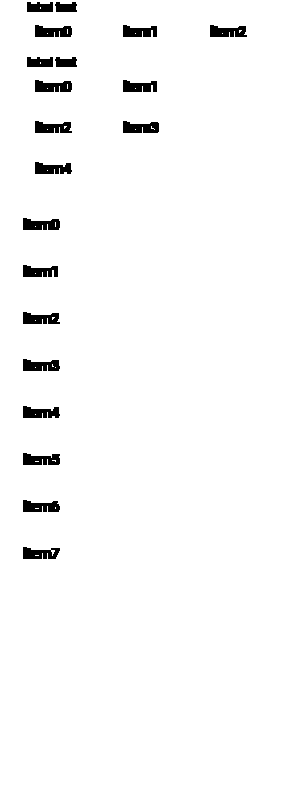 label text
item0 item1 item2
label text
item0 item1
item2 item3
item4
item0
item1
item2
item3
item4
item5
item6
item7